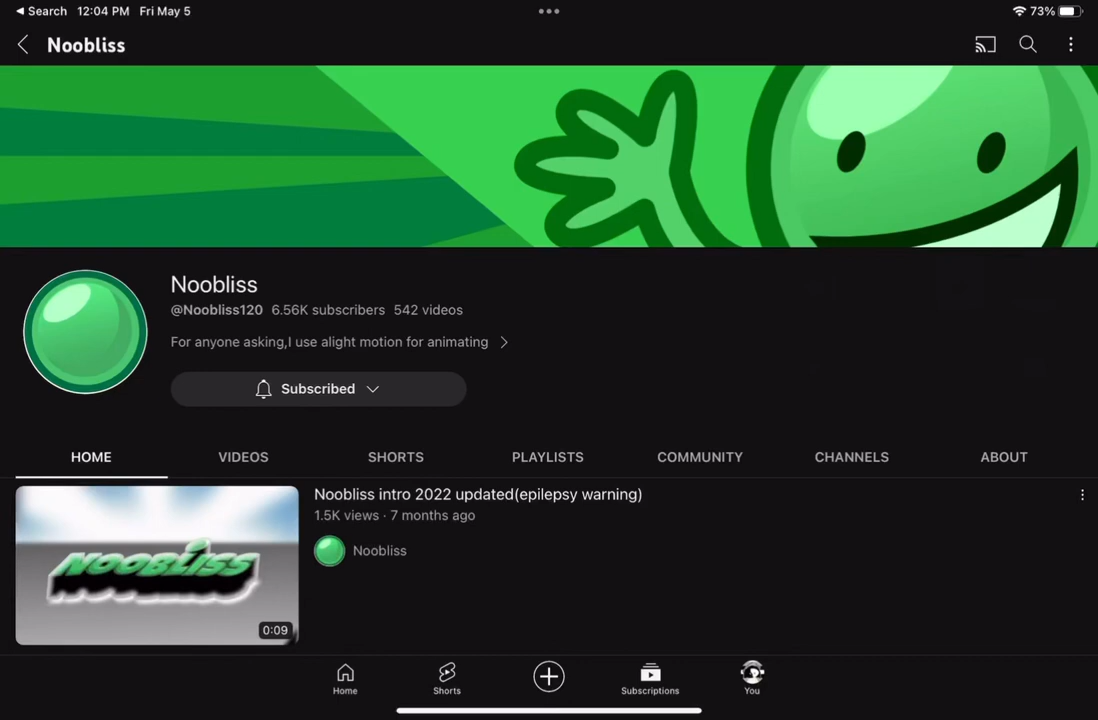 Search 12:04 PM Fri May 5 73%
Noobliss
Noobliss
@Noobliss120 6.56K subscribers 542 videos
For anyone asking,I use alight motion for animating
Subscribed
HOME VIDEOS SHORTS PLAYLISTS COMMUNITY CHANNELS ABOUT
NOOBLISS
0:09
Noobliss intro 2022 updated(epilepsy warning)
1.5K views · 7 months ago
Noobliss
Home Shorts Subscriptions You